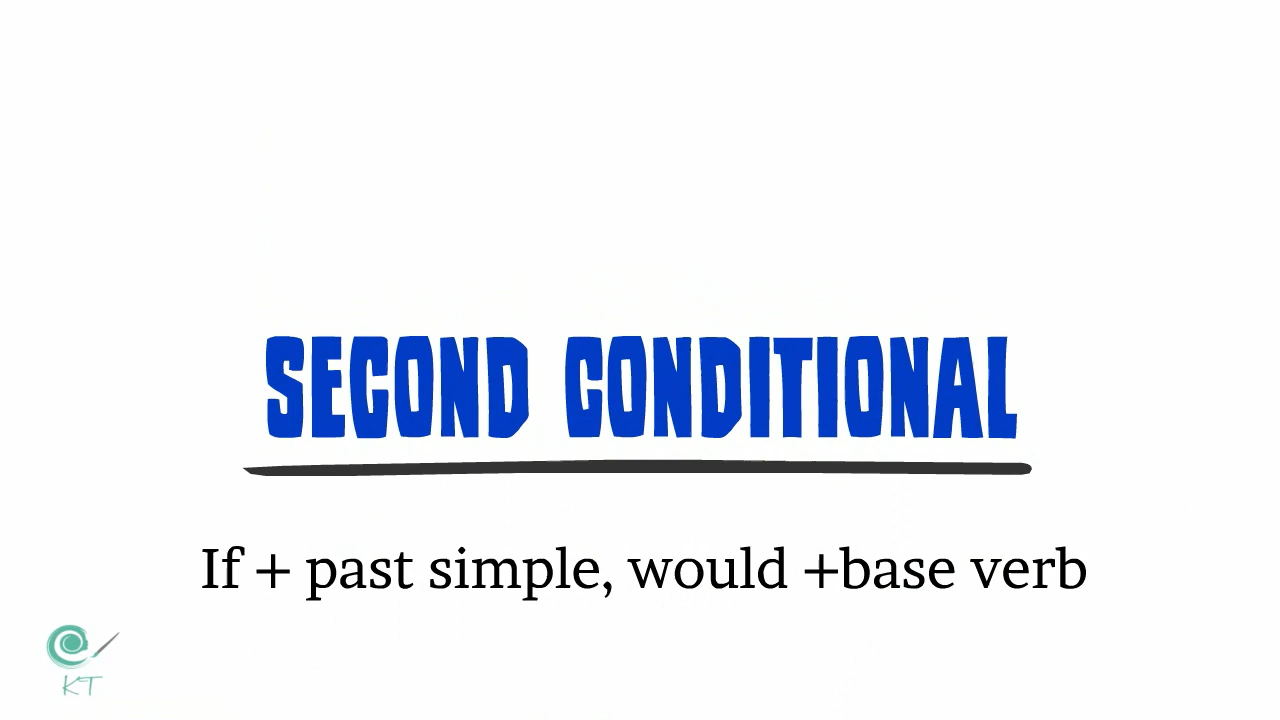 SECOND CONDITIONAL
If + past simple, would +base verb
KT